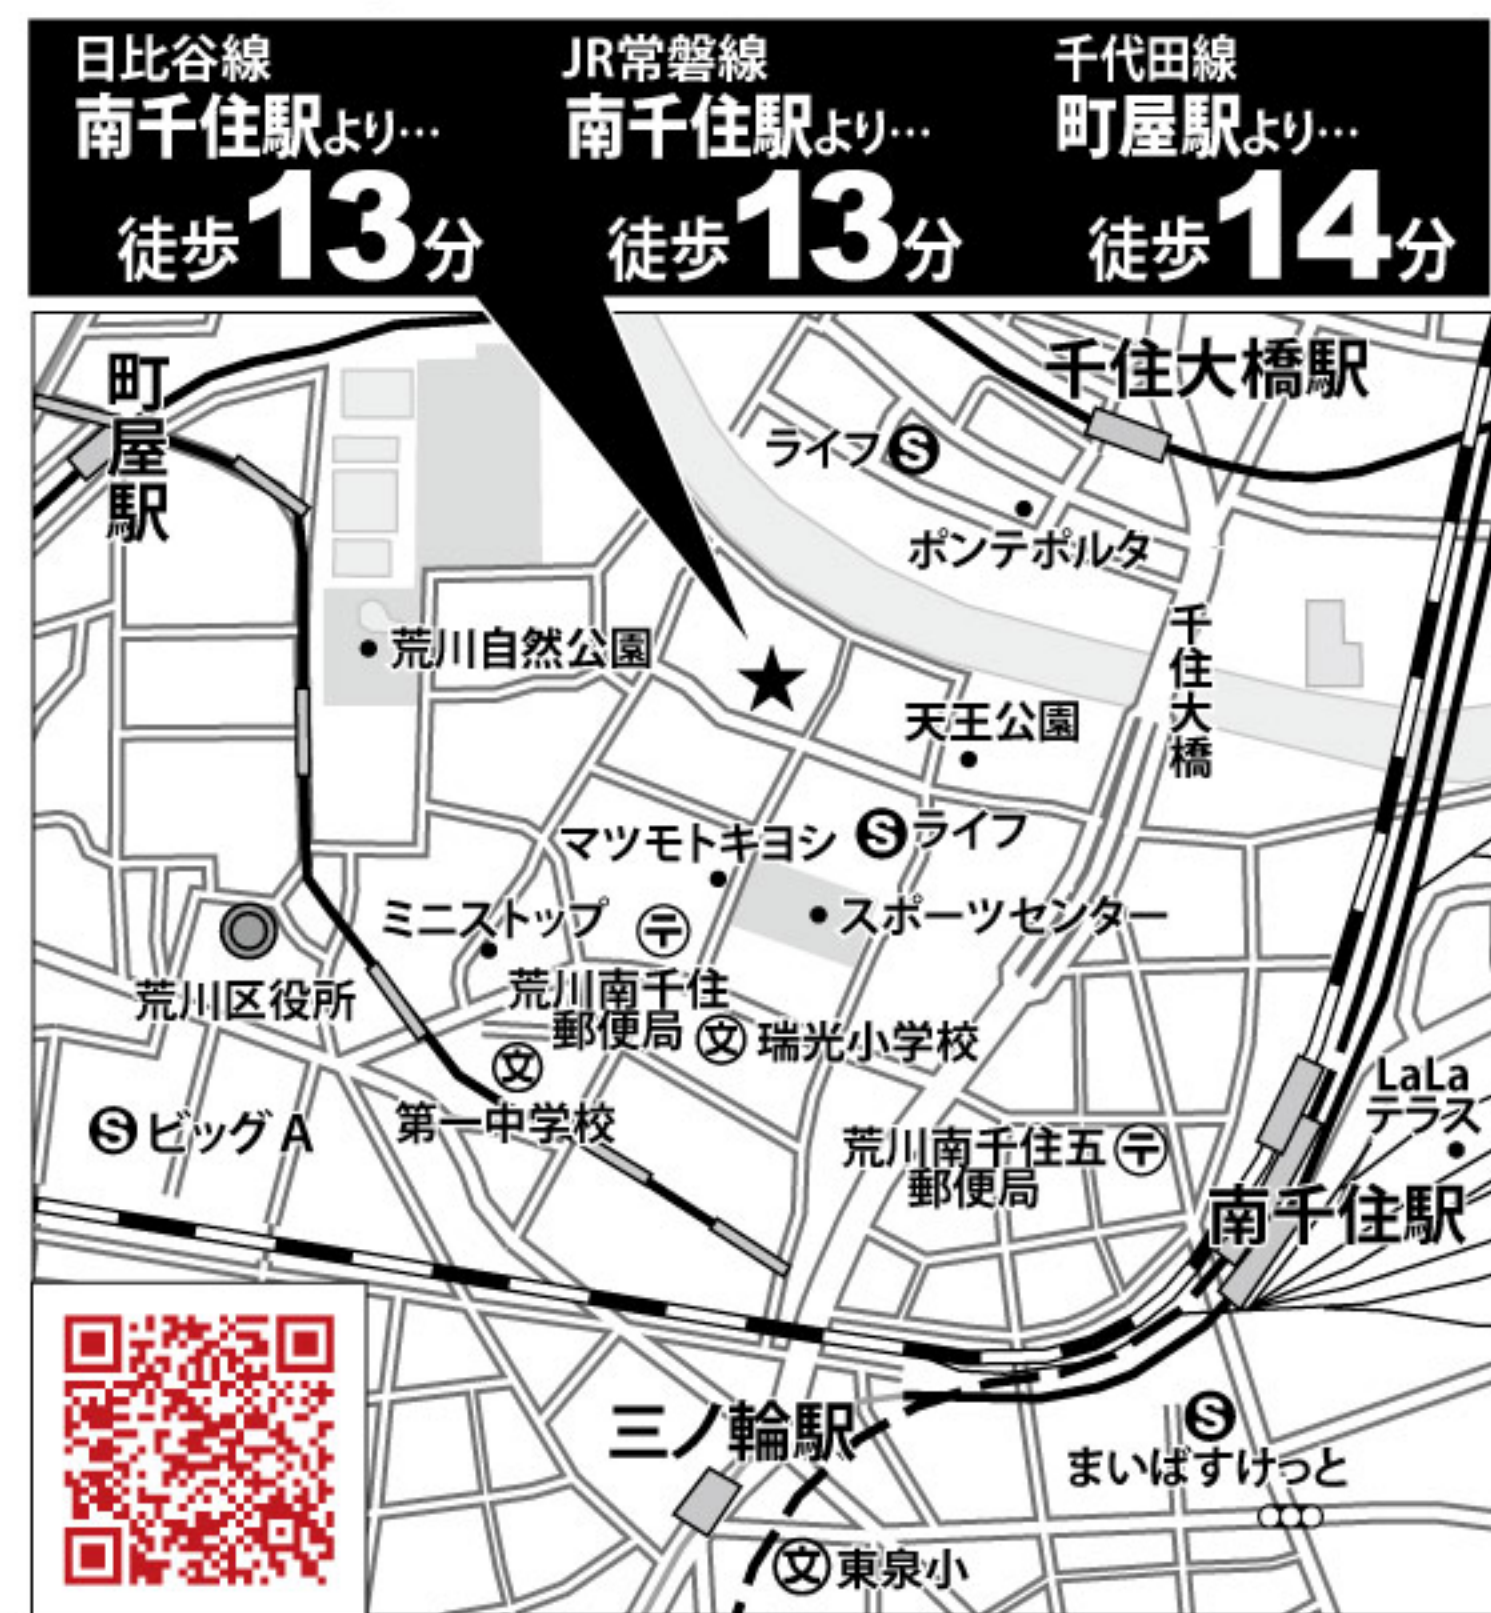 日比谷線
南千住駅より…
徒歩13分
JR常磐線
南千住駅より…
徒歩13分
千代田線
町屋駅より…
徒歩14分
町屋駅
千住大橋駅
ライフ
S
ポンテポルタ
千住大橋
荒川自然公園
★
天王公園
マツモトキヨシ
S
ライフ
ミニストップ
〒
スポーツセンター
荒川区役所
荒川南千住
郵便局
文
瑞光小学校
文
第一中学校
LaLa
テラス
S
ビッグA
荒川南千住五
郵便局
〒
南千住駅
三ノ輪駅
S
まいばすけっと
文
東泉小